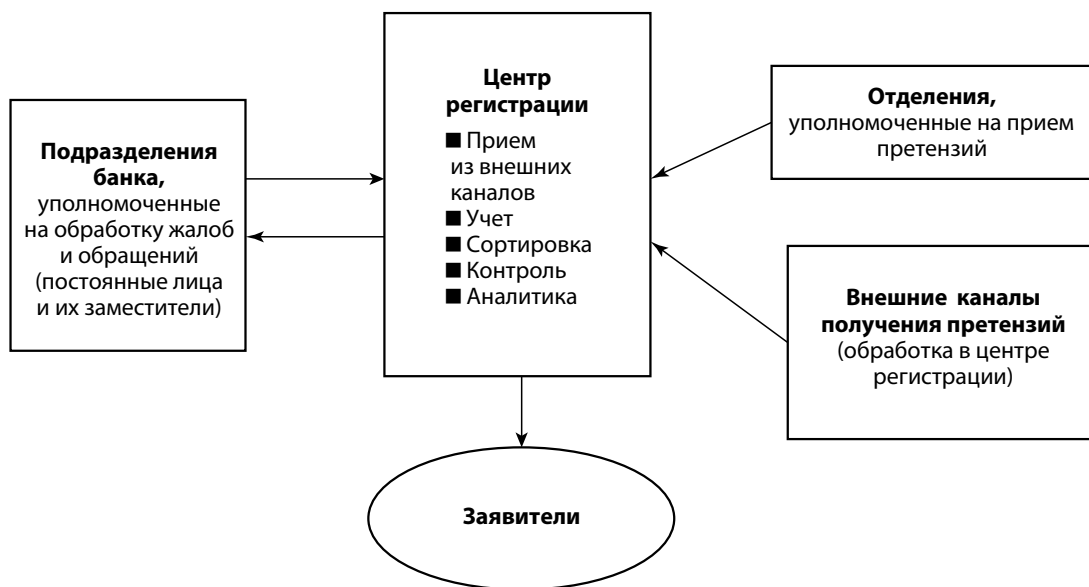 Подразделения
банка,
уполномоченные
на обработку жалоб
и обращений
(постоянные лица
и их заместители)
Центр
регистрации
■ Прием
из внешних
каналов
■ Учет
■ Сортировка
■ Контроль
■ Аналитика
Отделения,
уполномоченные на прием
претензий
Внешние каналы
получения претензий
(обработка в центре
регистрации)
Заявители